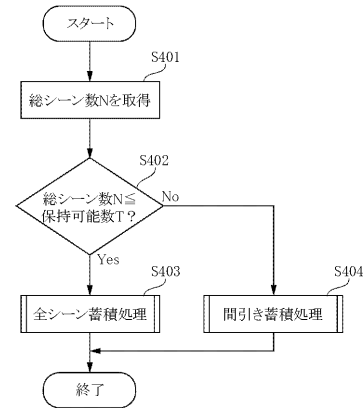 スタート
S401
総シーン数Nを取得
S402
総シーン数N≦
保持可能数T?
No
Yes
S403
全シーン蓄積処理
S404
間引き蓄積処理
終了